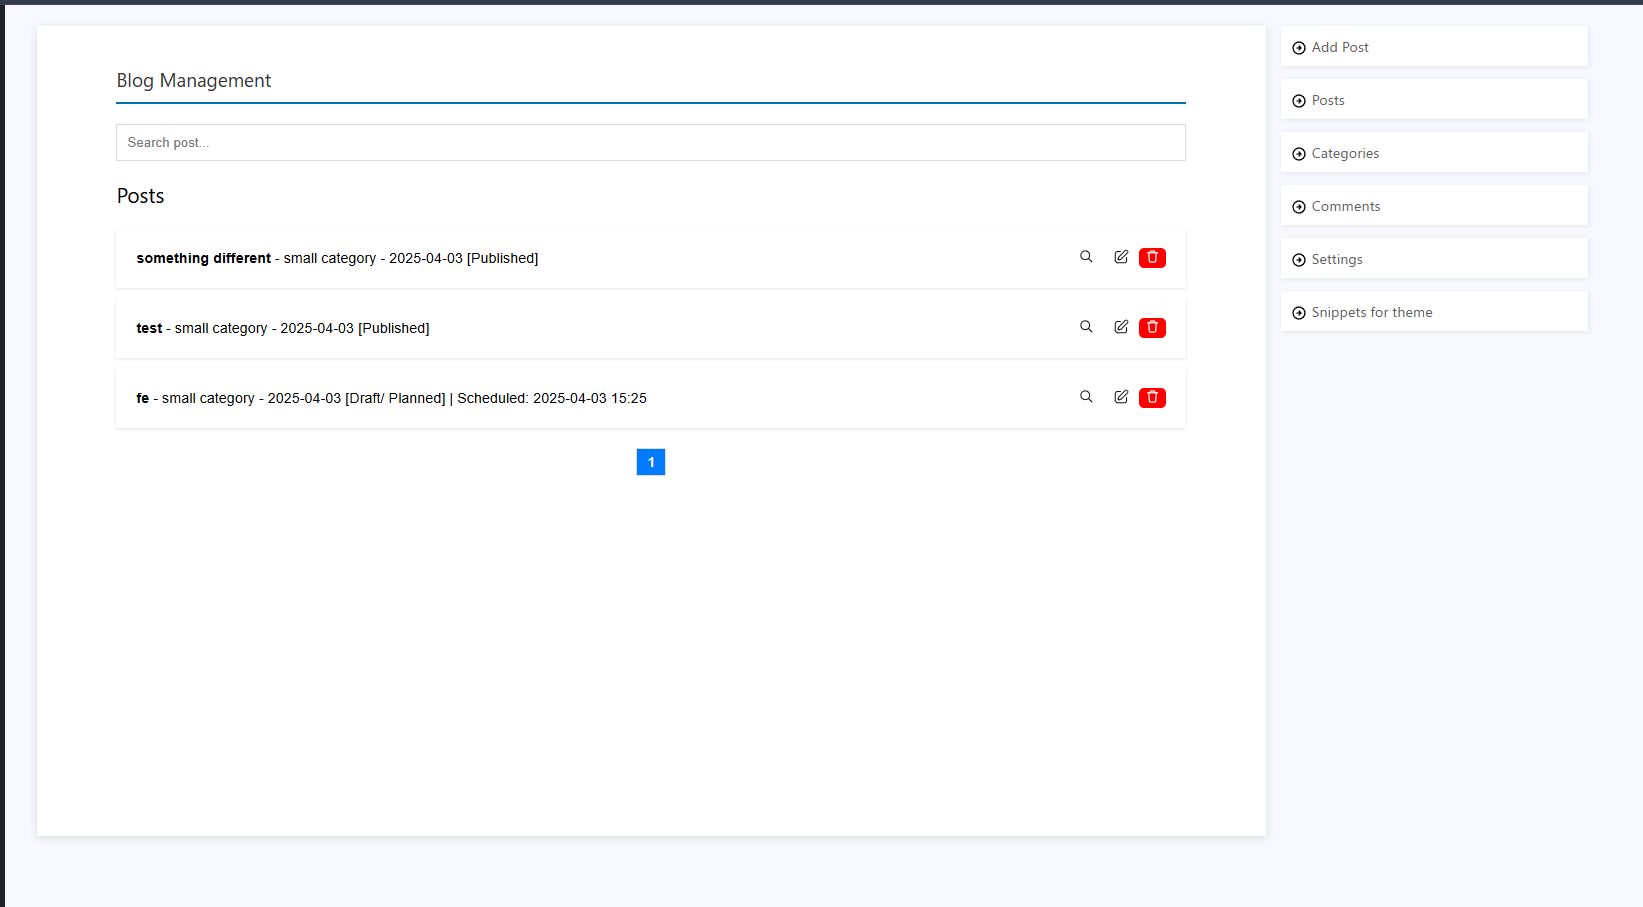 Blog Management
Search post...
Posts
something different - small category - 2025-04-03 [Published]
test - small category - 2025-04-03 [Published]
fe - small category - 2025-04-03 [Draft/ Planned] | Scheduled: 2025-04-03 15:25
1
Add Post
Posts
Categories
Comments
Settings
Snippets for theme